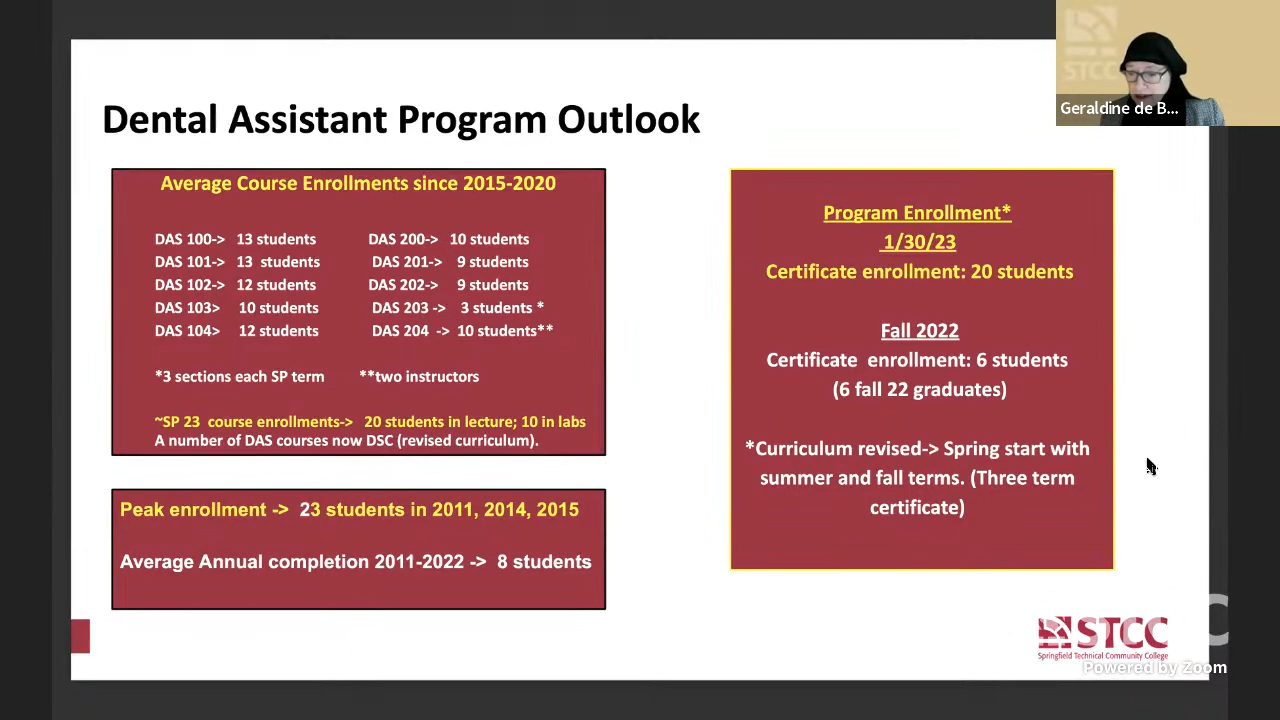 STCC
Geraldine de B...
Dental Assistant Program Outlook
Average Course Enrollments since 2015-2020
DAS 100-> 13 students DAS 200-> 10 students
DAS 101-> 13 students DAS 201-> 9 students
DAS 102-> 12 students DAS 202-> 9 students
DAS 103> 10 students DAS 203 -> 3 students *
DAS 104> 12 students DAS 204 -> 10 students**
*3 sections each SP term **two instructors
~SP 23 course enrollments-> 20 students in lecture; 10 in labs
A number of DAS courses now DSC (revised curriculum).
Peak enrollment -> 23 students in 2011, 2014, 2015
Average Annual completion 2011-2022 -> 8 students
Program Enrollment*
1/30/23
Certificate enrollment: 20 students
Fall 2022
Certificate enrollment: 6 students
(6 fall 22 graduates)
*Curriculum revised-> Spring start with
summer and fall terms. (Three term
certificate)
STCC
Springfield Technical Community College
Powered by Zoom